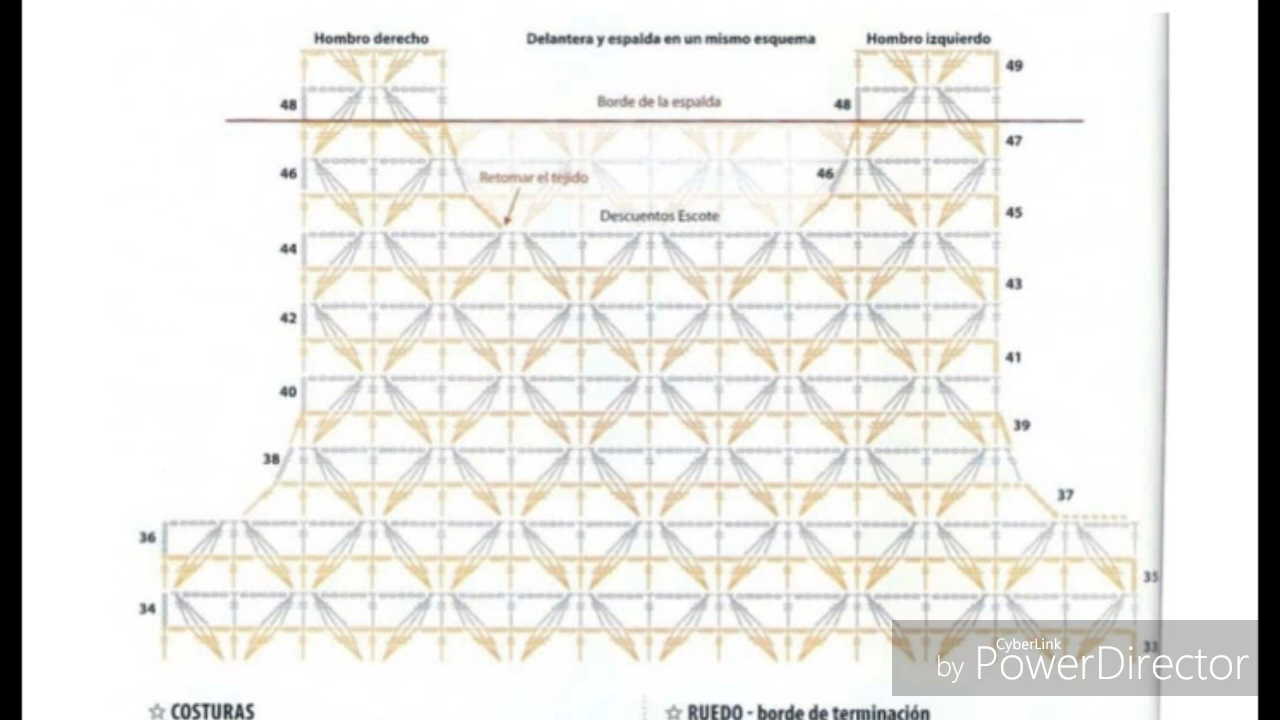 Hombro derecho Delantera y espalda en un mismo esquema Hombro izquierdo
49
48 Borde de la espalda 48
47
46 Retomar el tejido 46
Descuentos Escote 45
44
43
42
41
40
39
38
37
36
35
34
33
CyberLink
by PowerDirector
☆ COSTURAS ☆ RUEDO - borde de terminación